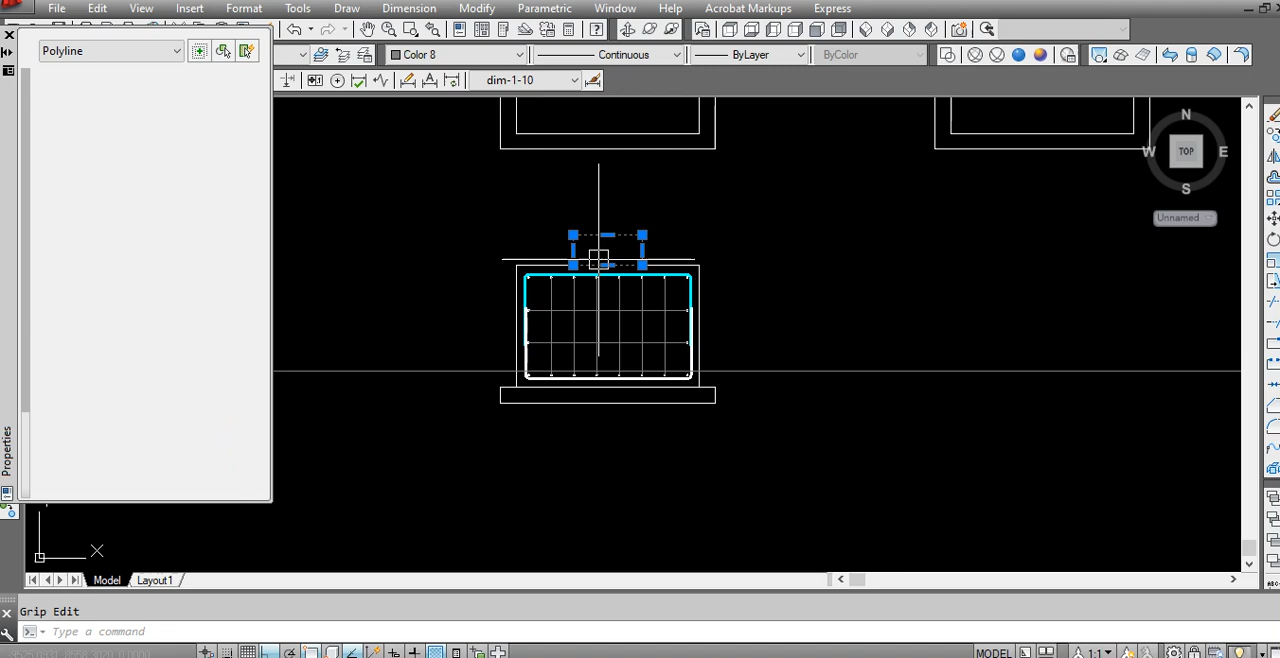 File Edit View Insert Format Tools Draw Dimension Modify Parametric Window Help Acrobat Markups Express
Polyline
Color 8
Continuous
ByLayer
ByColor
dim-1-10
N
W TOP E
S
Unnamed
Properties
X
Model Layout1
Grip Edit
Type a command
MODEL 1:1